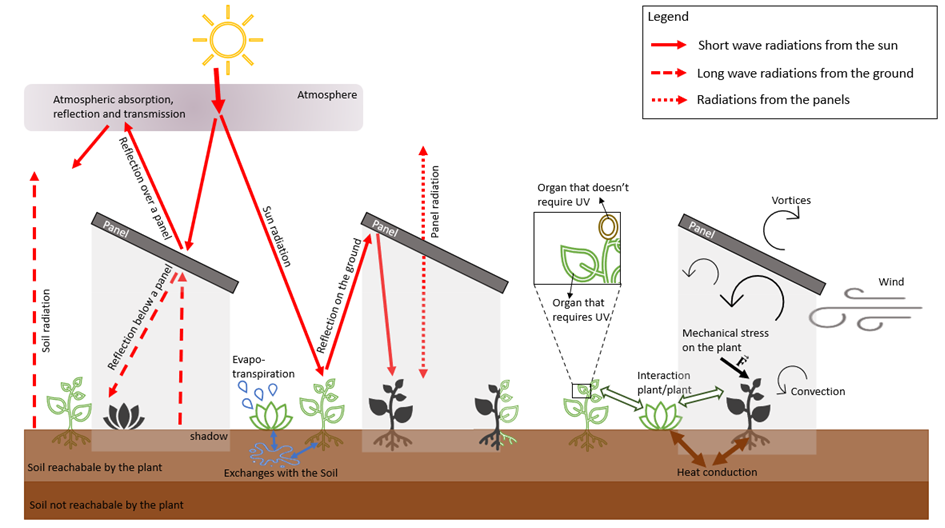 Legend
Short wave radiations from the sun
Long wave radiations from the ground
Radiations from the panels
Atmosphere
Atmospheric absorption,
reflection and transmission
Soil radiation
Reflection over a panel
Panel
Reflection below a panel
Sun radiation
Reflection on the ground
Panel
Panel radiation
Organ that doesn't
require UV
Organ that
requires UV
Panel
Vortices
Wind
Mechanical stress
on the plant
F
Convection
Evapo-
transpiration
Interaction
plant/plant
shadow
Soil reachabale by the plant
Exchanges with the Soil
Heat conduction
Soil not reachabale by the plant